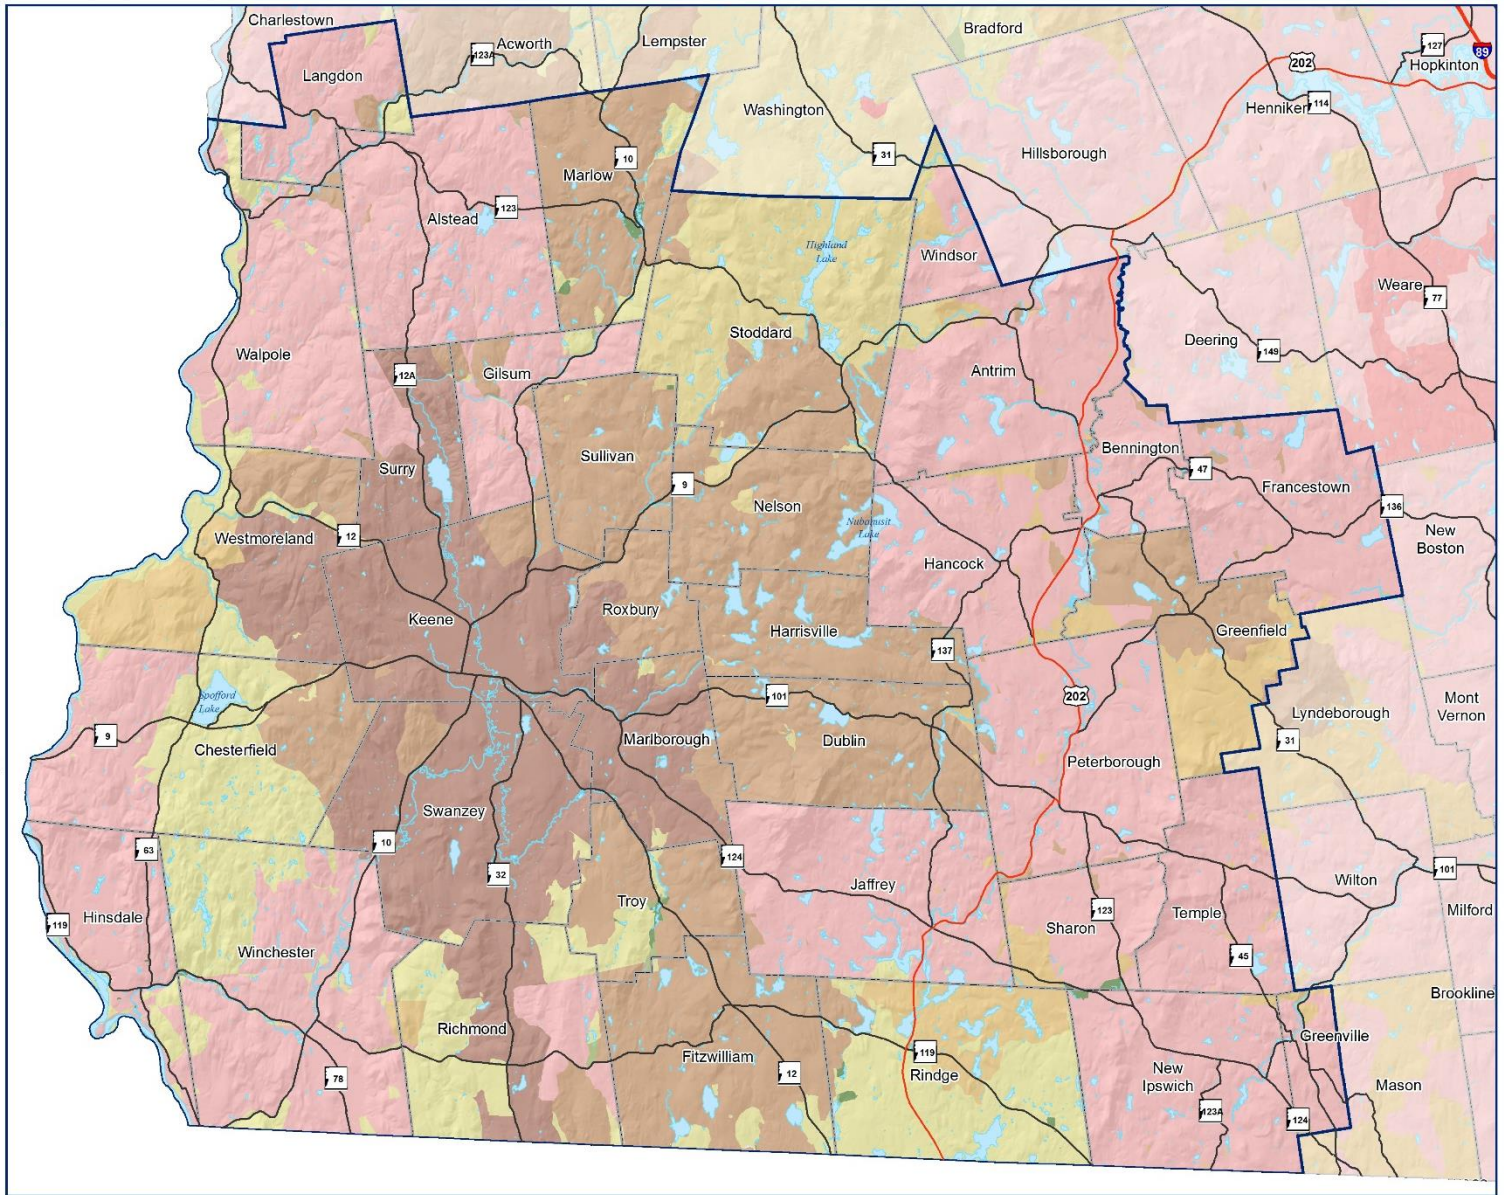 Charlestown
Bradford
Acworth
Lempster
123A
127
89
202
Hopkinton
Langdon
Washington
Henniker
114
31
Hillsborough
10
Marlow
123
Alstead
Highland
Lake
Windsor
Weare
77
Stoddard
Deering
149
Walpole
12A
Gilsum
Antrim
Bennington
Sullivan
Surry
47
9
Francestown
Nelson
136
Nubanusit
Lake
New
Boston
Westmoreland
12
Hancock
Roxbury
Keene
Harrisville
Greenfield
137
Spofford
Lake
101
202
Mont
Vernon
Lyndeborough
9
Marlborough
Dublin
31
Chesterfield
Peterborough
Swanzey
10
63
124
101
32
Jaffrey
Wilton
Troy
123
Temple
Milford
Hinsdale
119
Sharon
Winchester
45
Brookline
Richmond
Greenville
119
Fitzwilliam
12
Rindge
78
New
Ipswich
Mason
123A
124